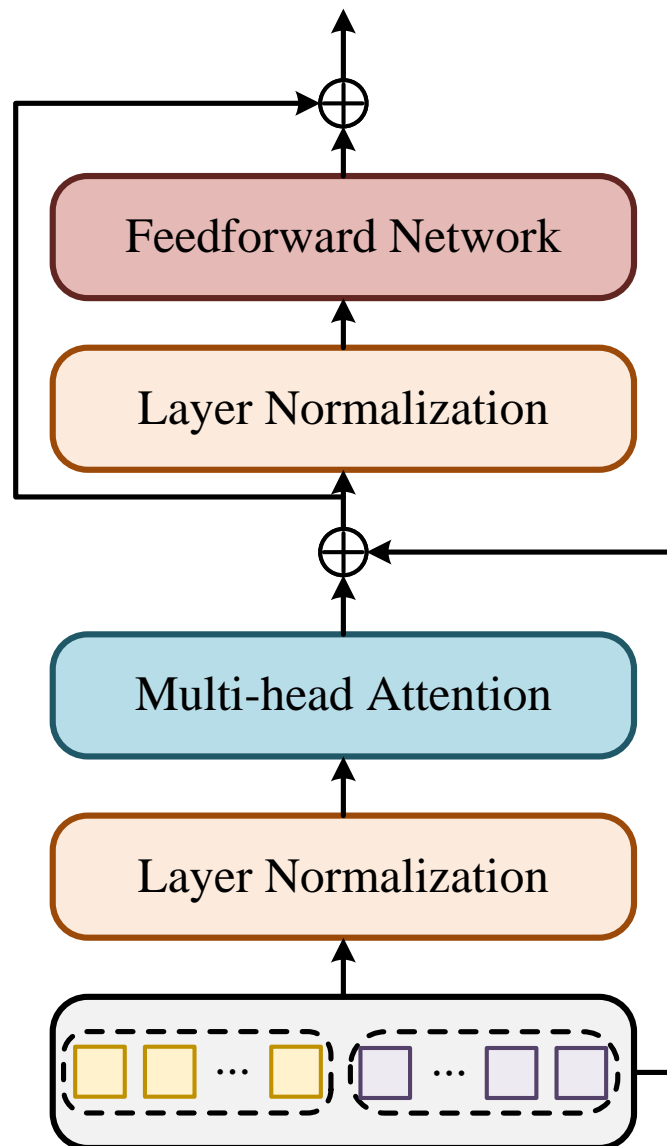 Feedforward Network
Layer Normalization
Multi-head Attention
Layer Normalization
... ...